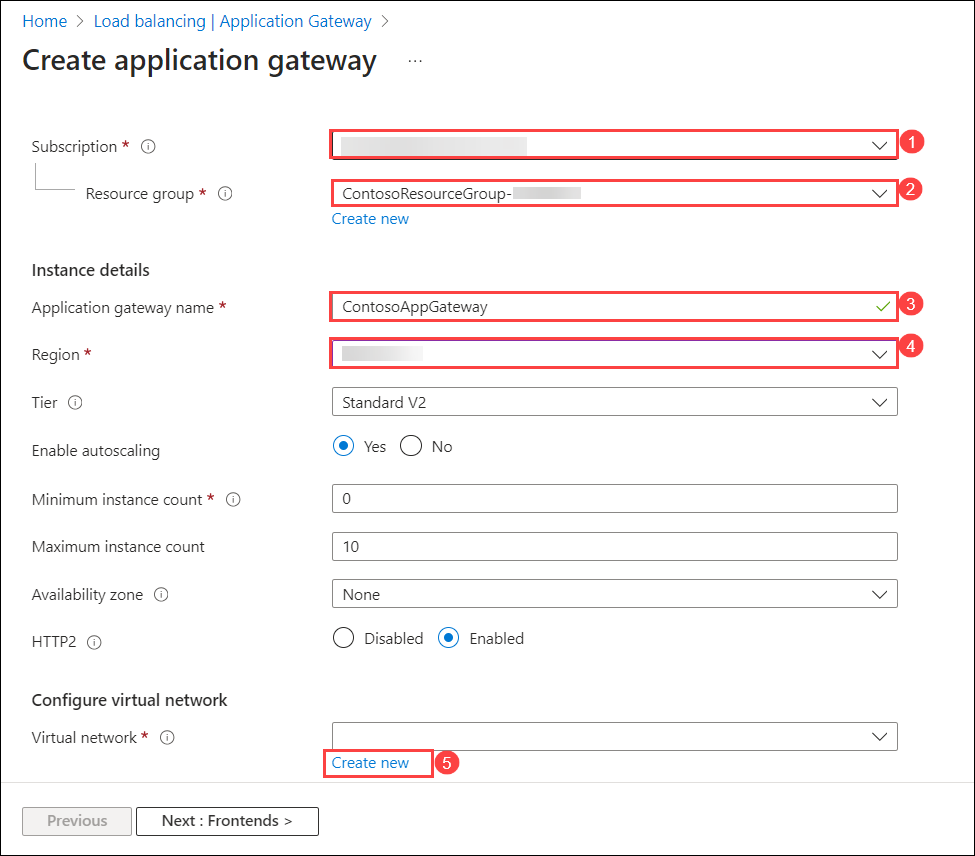 Home > Load balancing | Application Gateway >
Create application gateway ...
Subscription * 1
Resource group * ContosoResourceGroup- 2
Create new
Instance details
Application gateway name * ContosoAppGateway 3
Region * 4
Tier Standard V2
Enable autoscaling Yes No
Minimum instance count * 0
Maximum instance count 10
Availability zone None
HTTP2 Disabled Enabled
Configure virtual network
Virtual network *
Create new 5
Previous Next : Frontends >